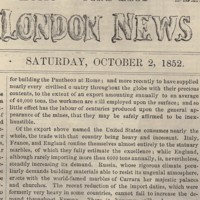 LONDON NEWS
SATURDAY, OCTOBER 2, 1852.
for building the Pantheon at Rome; and more recently to have supplied
nearly every civilised country throughout the globe with their precious
contents, to the extent of an export amounting annually to an average
of 40,000 tons, the workmen are still employed upon the surface; and so
little effect has the labour of centuries produced upon the general ap-
pearance of the mines, that they may be safely affirmed to be inex-
haustible.
Of the export above named the United States consumes nearly the
whole, the trade with that country being heavy and incessant. Italy,
France, and England confine themselves almost entirely to the statuary
marbles, of which they fully estimate the excellence; while England,
although rarely importing more than 600 tons annually, is, nevertheless,
steadily increasing its demand. Russia, whose rigorous climate
demands building materials able to resist its ungenial atmosphere,
with the world-famed marbles of Carrara her majestic palaces
and churches. The recent reduction of the import duties, which were
formerly very heavy in some countries, cannot fail to increase the de-